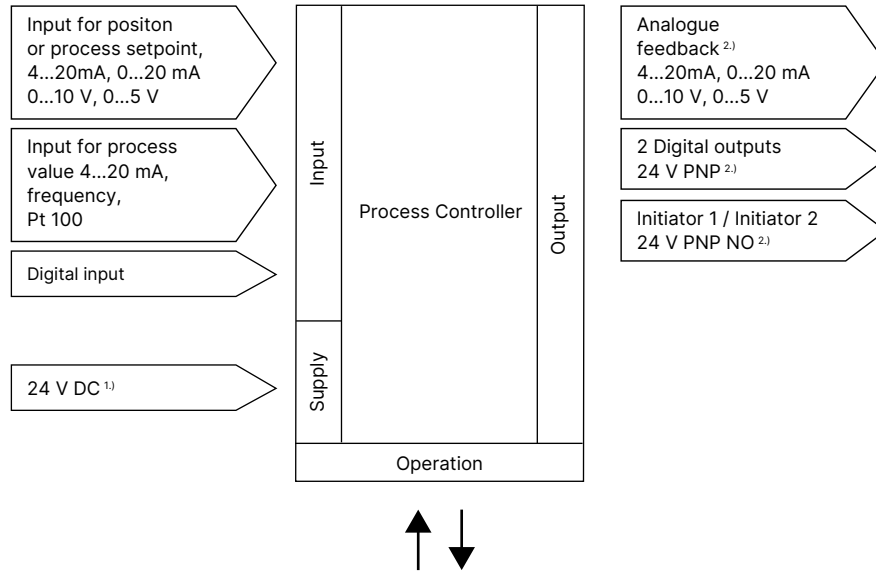 Input for positon
or process setpoint,
4...20mA, 0...20 mA
0...10 V, 0...5 V
Input for process
value 4...20 mA,
frequency,
Pt 100
Digital input
24 V DC 1.)
Input
Supply
Process Controller
Output
Operation
Analogue
feedback 2.)
4...20mA, 0...20 mA
0...10 V, 0...5 V
2 Digital outputs
24 V PNP 2.)
Initiator 1 / Initiator 2
24 V PNP NO 2.)